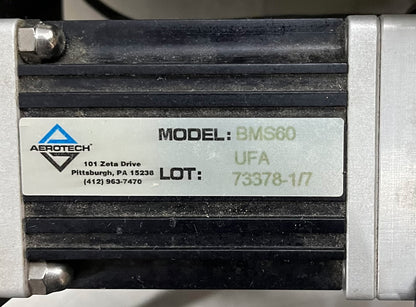 AEROTECH
101 Zeta Drive
Pittsburgh, PA 15238
(412) 963-7470
MODEL: BMS60
UFA
LOT: 73378-1/7